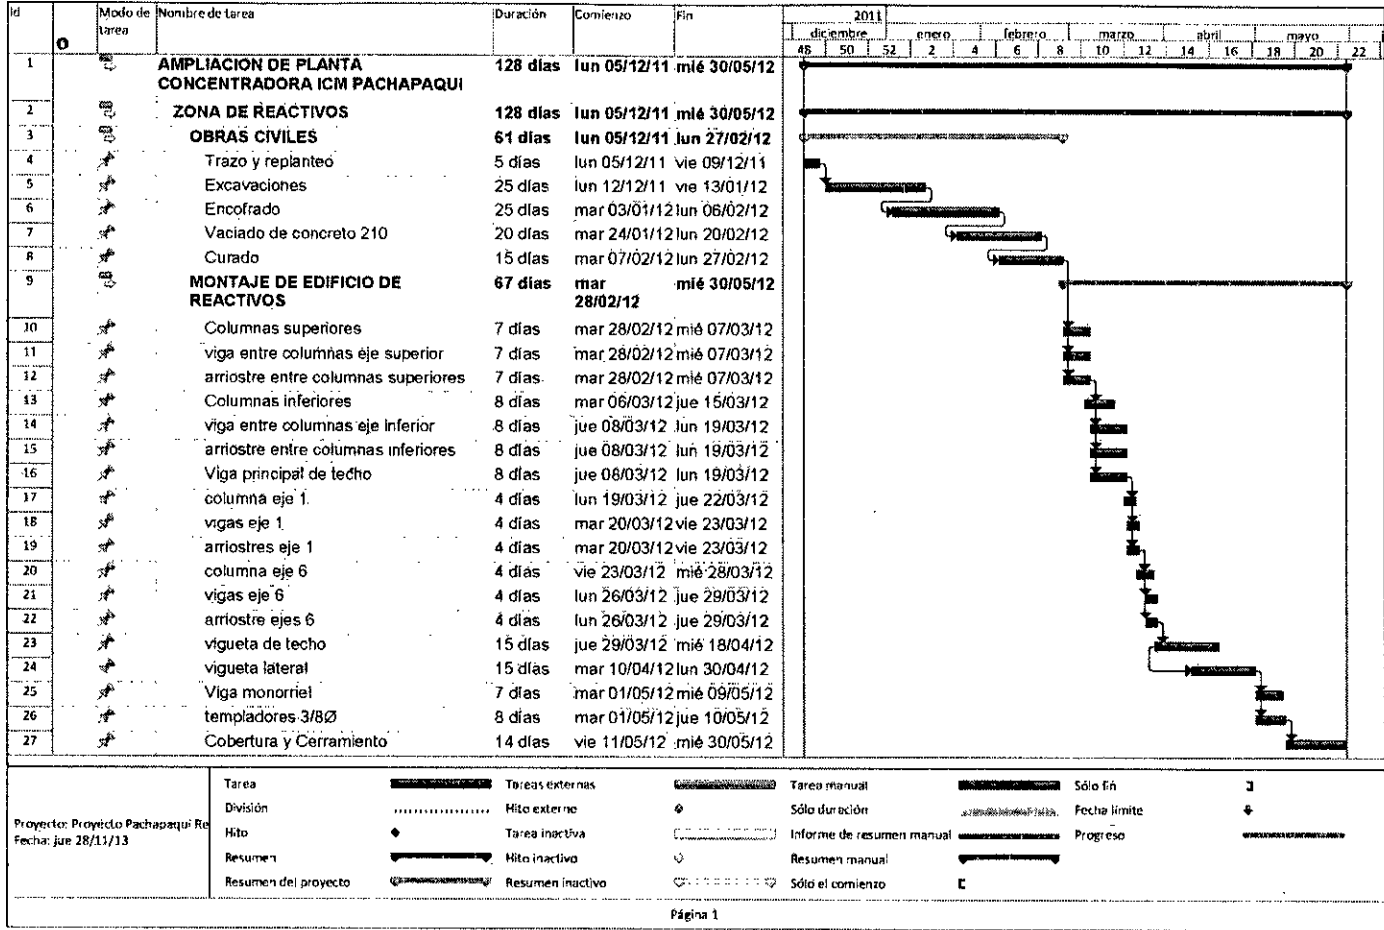 Id Modo de tarea Nombre de tarea Duración Comienzo Fin
O
2011
diciembre enero febrero marzo abril mayo
48 50 52 2 4 6 8 10 12 14 16 18 20 22
1 AMPLIACION DE PLANTA CONCENTRADORA ICM PACHAPAQUI 128 días lun 05/12/11 mié 30/05/12
2 ZONA DE REACTIVOS 128 días lun 05/12/11 mié 30/05/12
3 OBRAS CIVILES 61 días lun 05/12/11 lun 27/02/12
4 Trazo y replanteo 5 días lun 05/12/11 vie 09/12/11
5 Excavaciones 25 días lun 12/12/11 vie 13/01/12
6 Encofrado 25 días mar 03/01/12 lun 06/02/12
7 Vaciado de concreto 210 20 días mar 24/01/12 lun 20/02/12
8 Curado 15 días mar 07/02/12 lun 27/02/12
9 MONTAJE DE EDIFICIO DE REACTIVOS 67 días mar 28/02/12 mié 30/05/12
10 Columnas superiores 7 días mar 28/02/12 mié 07/03/12
11 viga entre columnas eje superior 7 días mar 28/02/12 mié 07/03/12
12 arriostre entre columnas superiores 7 días mar 28/02/12 mié 07/03/12
13 Columnas inferiores 8 días mar 06/03/12 jue 15/03/12
14 viga entre columnas eje inferior 8 días jue 08/03/12 lun 19/03/12
15 arriostre entre columnas inferiores 8 días jue 08/03/12 lun 19/03/12
16 Viga principal de techo 8 días jue 08/03/12 lun 19/03/12
17 columna eje 1 4 días lun 19/03/12 jue 22/03/12
18 vigas eje 1 4 días mar 20/03/12 vie 23/03/12
19 arriostres eje 1 4 días mar 20/03/12 vie 23/03/12
20 columna eje 6 4 días vie 23/03/12 mié 28/03/12
21 vigas eje 6 4 días lun 26/03/12 jue 29/03/12
22 arriostre ejes 6 4 días lun 26/03/12 jue 29/03/12
23 vigueta de techo 15 días jue 29/03/12 mié 18/04/12
24 vigueta lateral 15 días mar 10/04/12 lun 30/04/12
25 Viga monorriel 7 días mar 01/05/12 mié 09/05/12
26 templadores 3/8Ø 8 días mar 01/05/12 jue 10/05/12
27 Cobertura y Cerramiento 14 días vie 11/05/12 mié 30/05/12
Proyecto: Proyecto Pachapaqui Re
Fecha: jue 28/11/13
Tarea Tareas externas Tarea manual Sólo fin
División Hito externo Sólo duración Fecha límite
Hito Tarea inactiva Informe de resumen manual Progreso
Resumen Hito inactivo Resumen manual
Resumen del proyecto Resumen inactivo Sólo el comienzo
Página 1